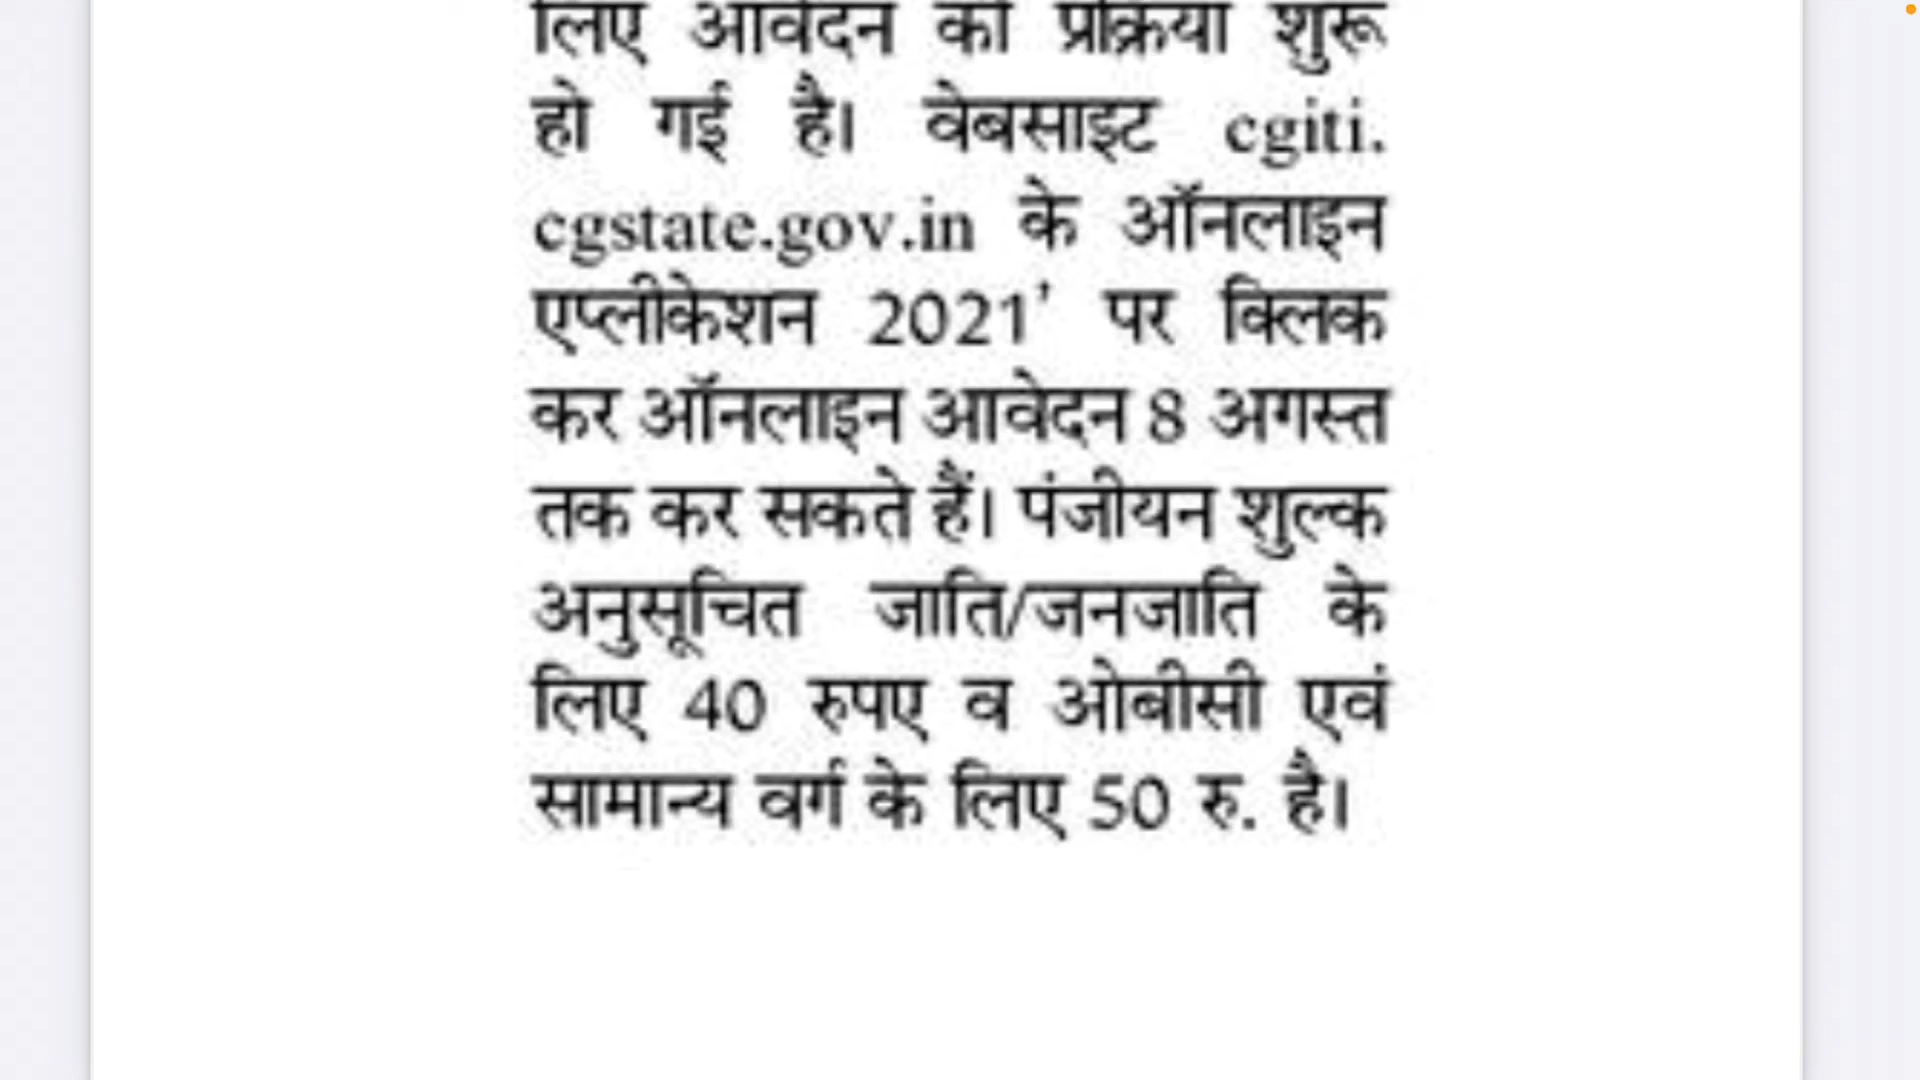 लिए आवेदन की प्रक्रिया शुरू
हो गई है। वेबसाइट cgiti.
cgstate.gov.in के ऑनलाइन
एप्लीकेशन 2021’ पर क्लिक
कर ऑनलाइन आवेदन 8 अगस्त
तक कर सकते हैं। पंजीयन शुल्क
अनुसूचित जाति/जनजाति के
लिए 40 रुपए व ओबीसी एवं
सामान्य वर्ग के लिए 50 रु. है।